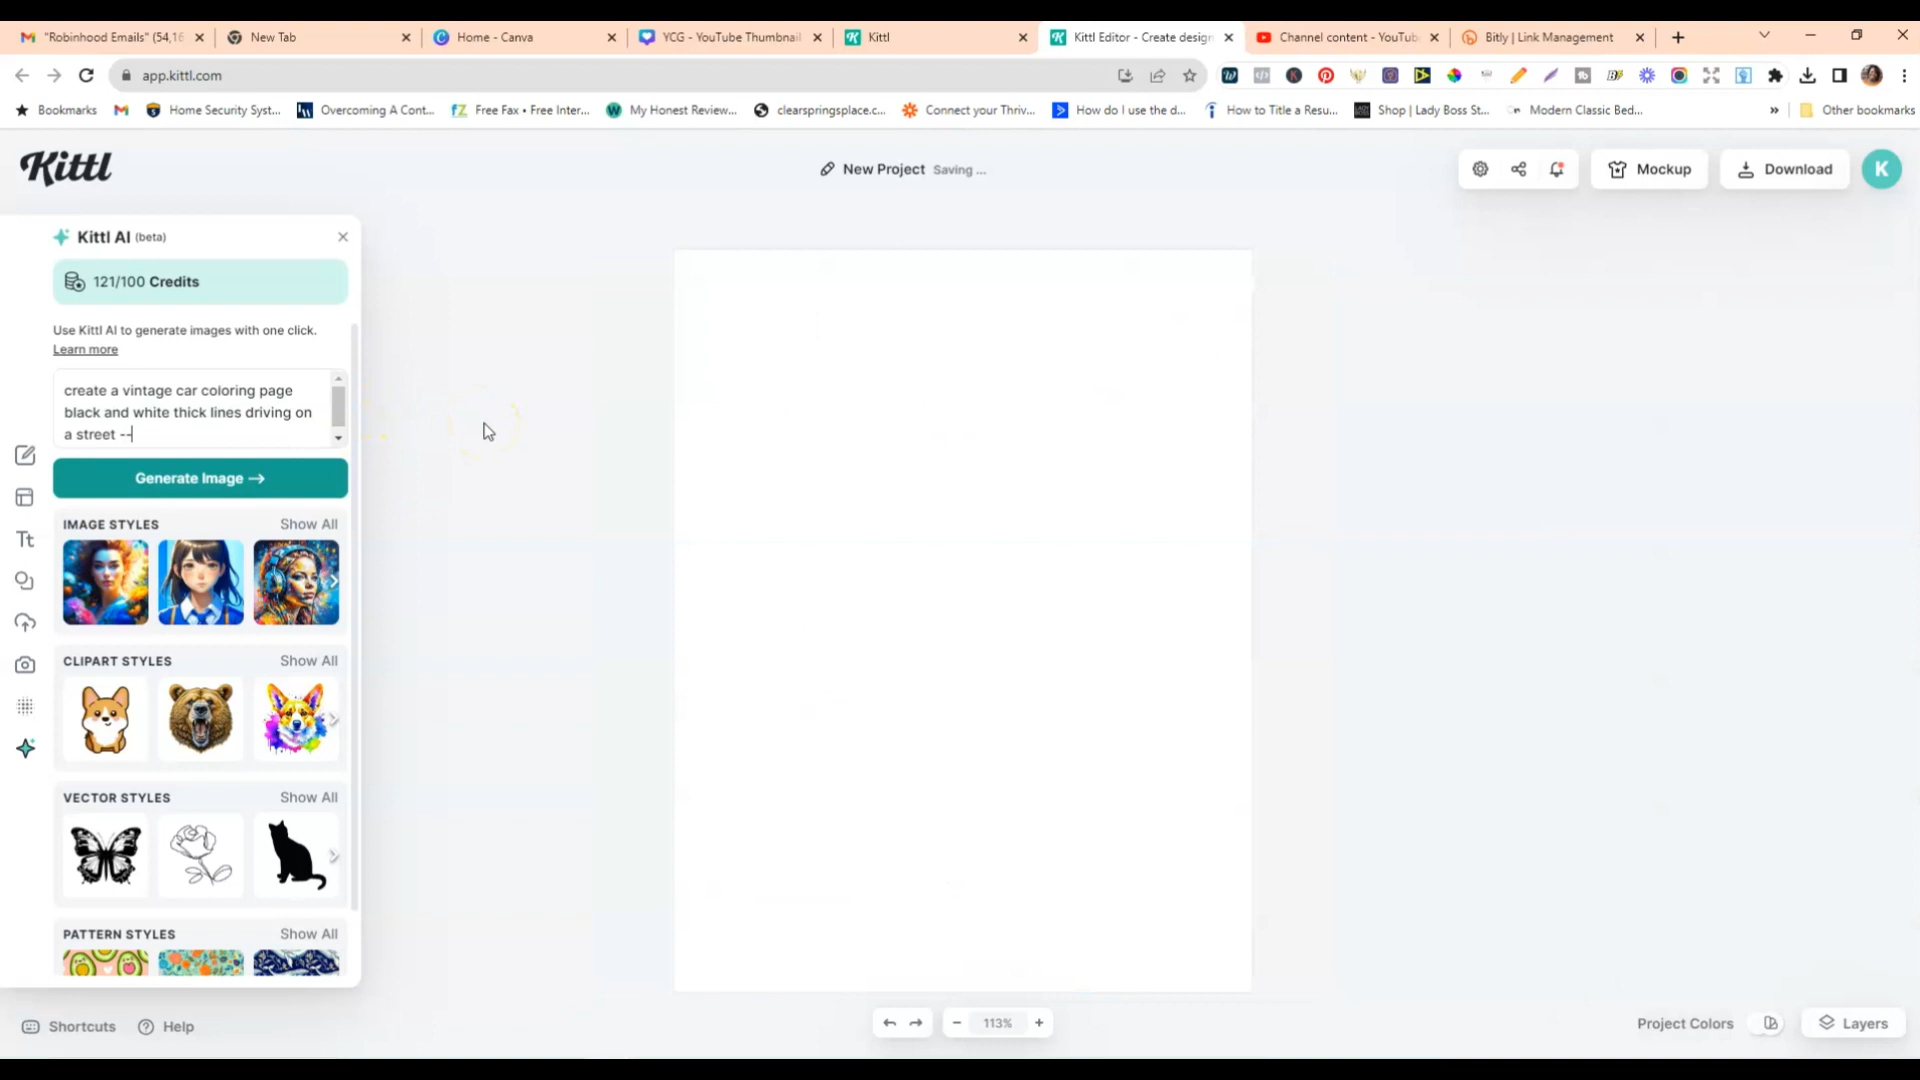 "Robinhood Emails" (54,16
New Tab
Home - Canva
YCG - YouTube Thumbnail
Kittl
Kittl Editor - Create design
Channel content - YouTub
Bitly | Link Management
app.kittl.com
Bookmarks
Home Security Syst...
Overcoming A Cont...
Free Fax • Free Inter...
My Honest Review...
clearspringsplace.c...
Connect your Thriv...
How do I use the d...
How to Title a Resu...
Shop | Lady Boss St...
Modern Classic Bed...
»
Other bookmarks
Kittl
New Project Saving ...
Mockup
Download
K
Kittl AI (beta)
121/100 Credits
Use Kittl AI to generate images with one click.
Learn more
create a vintage car coloring page
black and white thick lines driving on
a street --
Generate Image →
IMAGE STYLES Show All
CLIPART STYLES Show All
VECTOR STYLES Show All
PATTERN STYLES Show All
Tt
Shortcuts
Help
113%
Project Colors
Layers